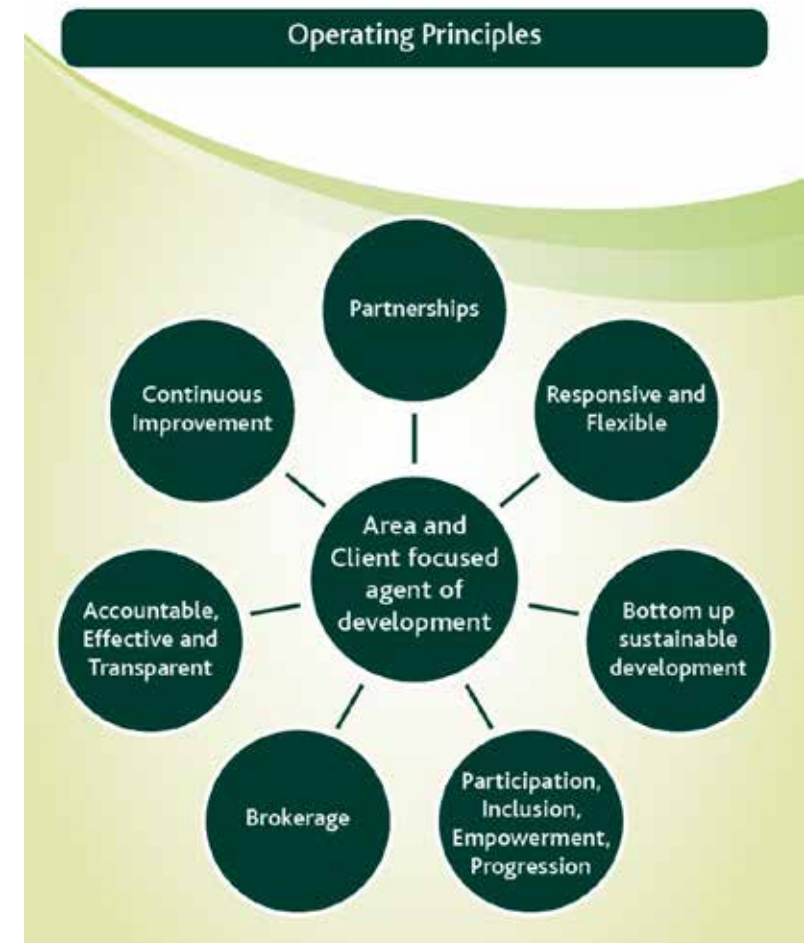 Operating Principles
Partnerships
Responsive and
Flexible
Bottom up
sustainable
development
Participation,
Inclusion,
Empowerment,
Progression
Brokerage
Accountable,
Effective and
Transparent
Continuous
Improvement
Area and
Client focused
agent of
development